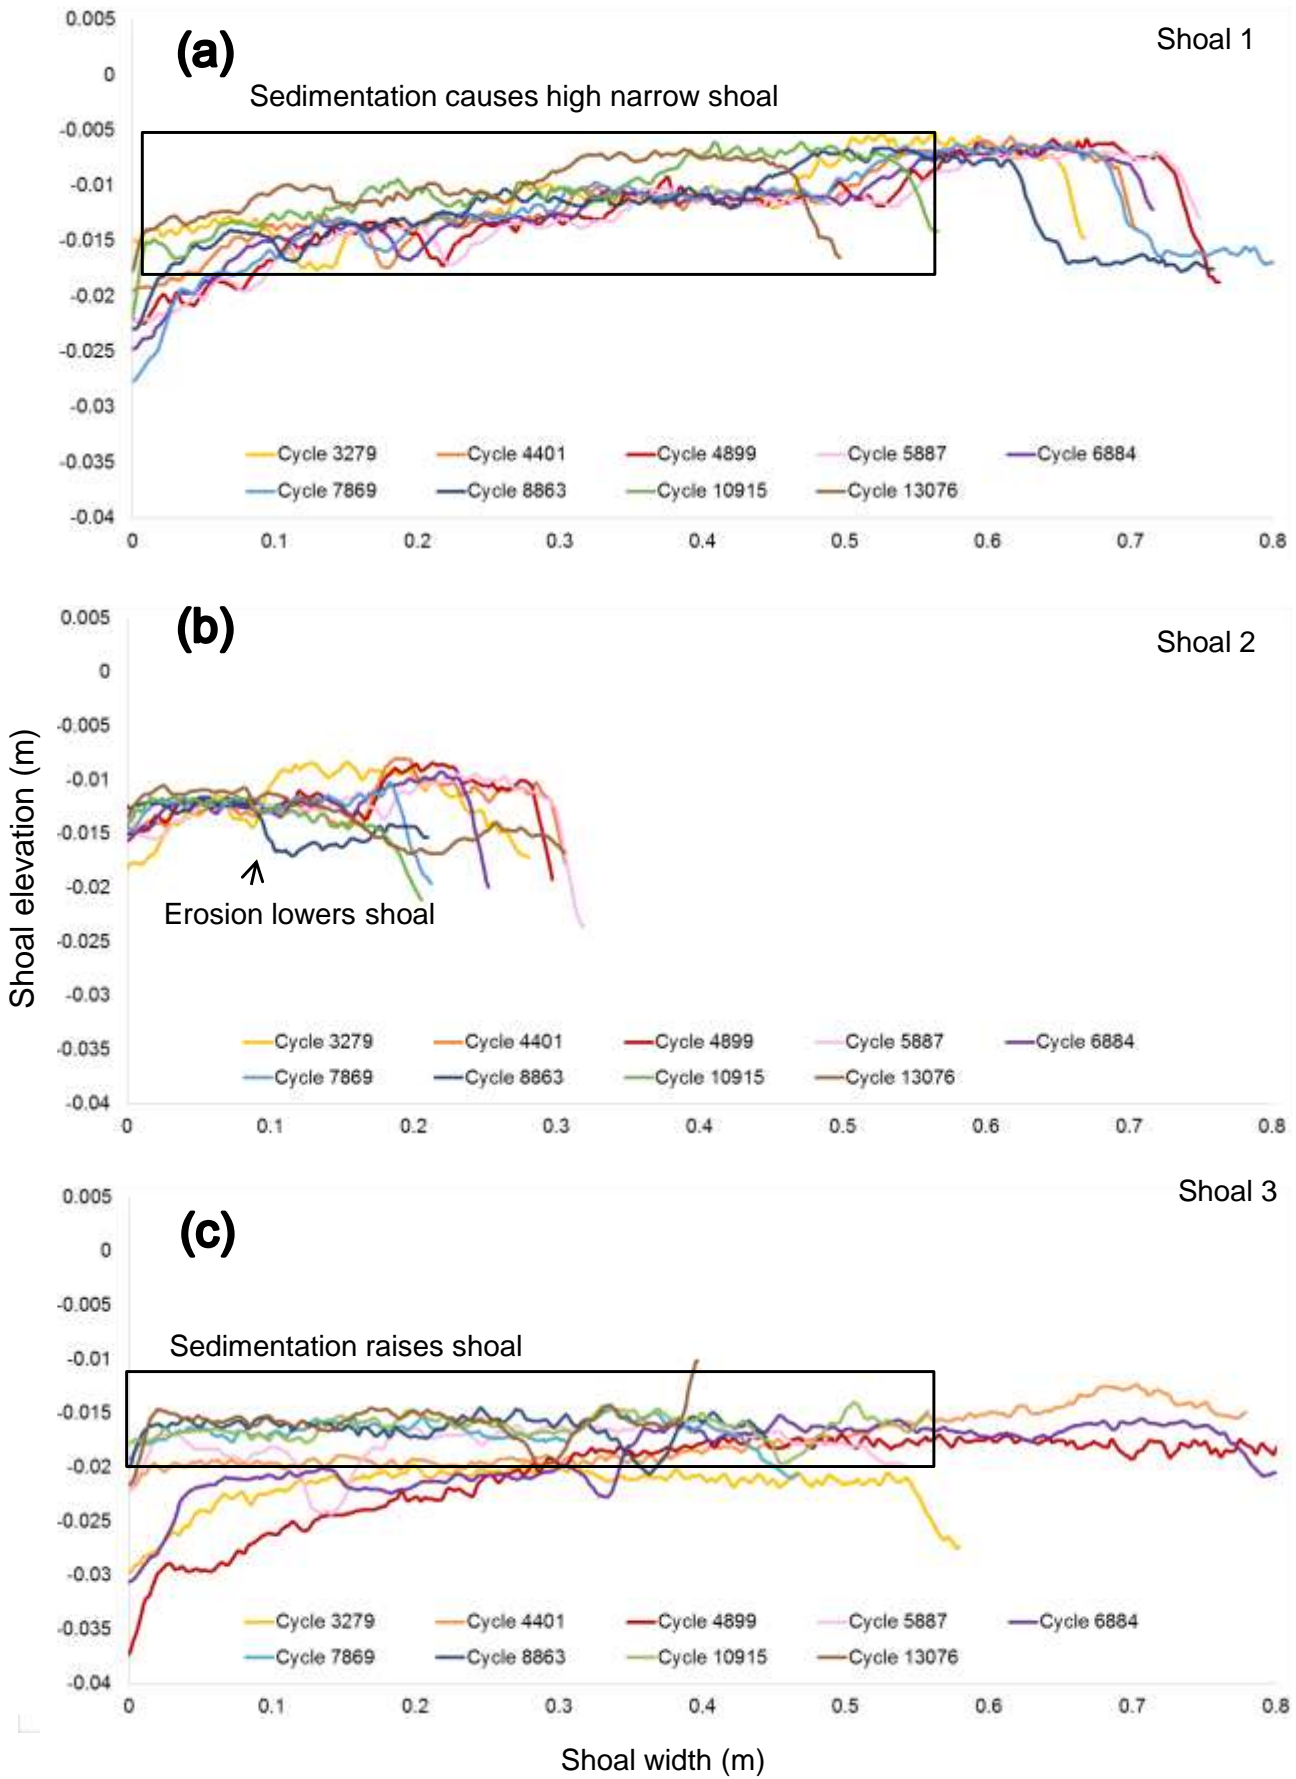 (a)
Shoal 1
Sedimentation causes high narrow shoal
0.005
0
-0.005
-0.01
-0.015
-0.02
-0.025
-0.03
-0.035
-0.04
Cycle 3279 Cycle 4401 Cycle 4899 Cycle 5887 Cycle 6884
Cycle 7869 Cycle 8863 Cycle 10915 Cycle 13076
0 0.1 0.2 0.3 0.4 0.5 0.6 0.7 0.8
(b)
Shoal 2
0.005
0
-0.005
-0.01
-0.015
-0.02
-0.025
-0.03
-0.035
-0.04
Erosion lowers shoal
Shoal elevation (m)
Cycle 3279 Cycle 4401 Cycle 4899 Cycle 5887 Cycle 6884
Cycle 7869 Cycle 8863 Cycle 10915 Cycle 13076
0 0.1 0.2 0.3 0.4 0.5 0.6 0.7 0.8
Shoal 3
(c)
0.005
0
-0.005
-0.01
-0.015
-0.02
-0.025
-0.03
-0.035
-0.04
Sedimentation raises shoal
Cycle 3279 Cycle 4401 Cycle 4899 Cycle 5887 Cycle 6884
Cycle 7869 Cycle 8863 Cycle 10915 Cycle 13076
0 0.1 0.2 0.3 0.4 0.5 0.6 0.7 0.8
Shoal width (m)